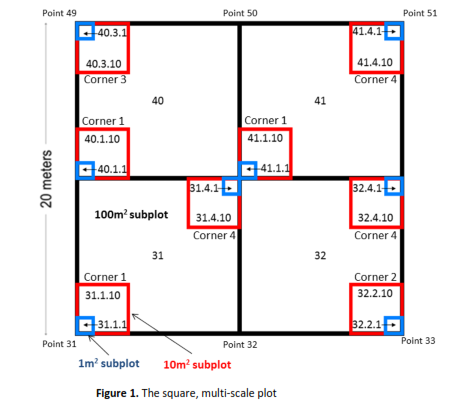 Point 49 Point 50 Point 51
40.3.1 41.4.1
40.3.10 41.4.10
Corner 3 Corner 4
40 41
Corner 1 Corner 1
40.1.10 41.1.10
40.1.1 41.1.1
20 meters
31.4.1 32.4.1
100m² subplot 31.4.10 32.4.10
Corner 4 Corner 4
31 32
Corner 1 Corner 2
31.1.10 32.2.10
31.1.1 32.2.1
Point 31 Point 32 Point 33
1m² subplot 10m² subplot
Figure 1. The square, multi-scale plot